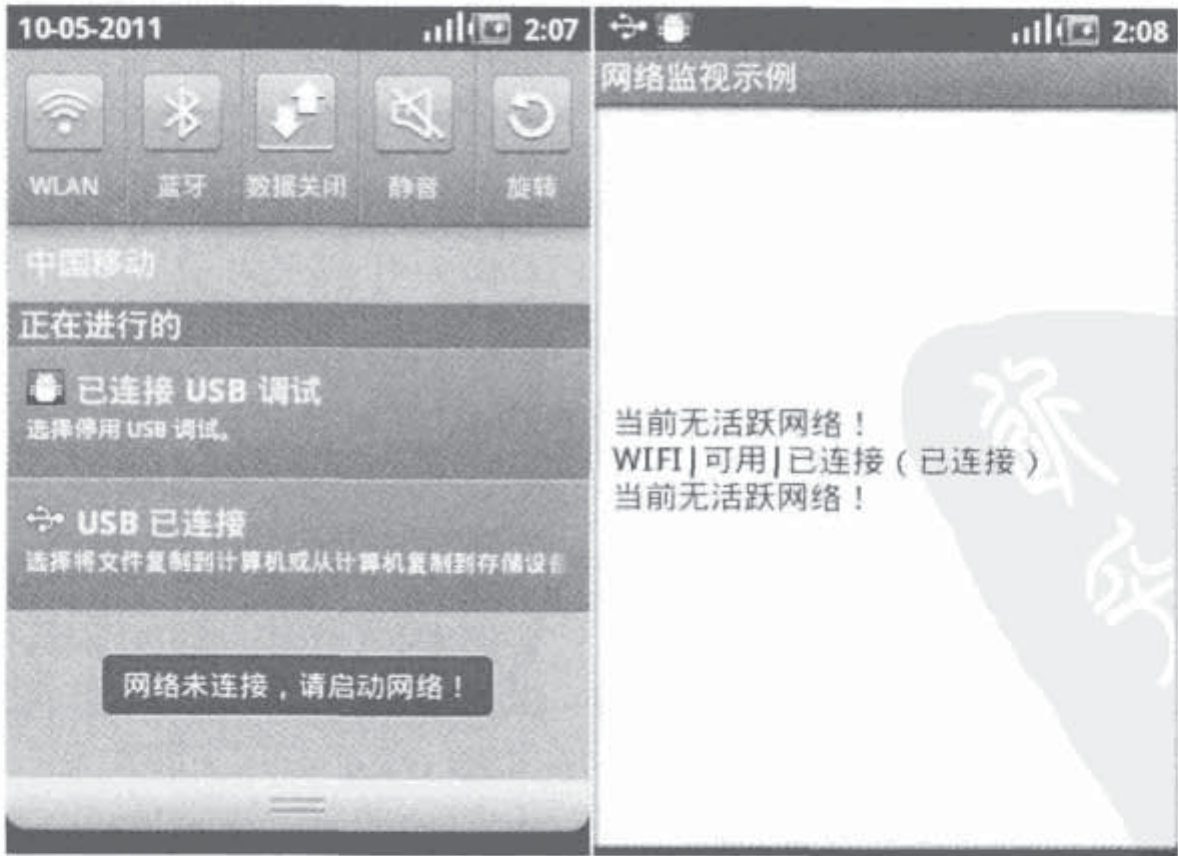 10-05-2011 2:07
WLAN 蓝牙 数据关闭 静音 旋转
中国移动
正在进行的
已连接 USB 调试
选择停用 USB 调试。
USB 已连接
选择将文件复制到计算机或从计算机复制到存储设备
网络未连接，请启动网络！
2:08
网络监视示例
当前无活跃网络！
WIFI|可用|已连接（已连接）
当前无活跃网络！